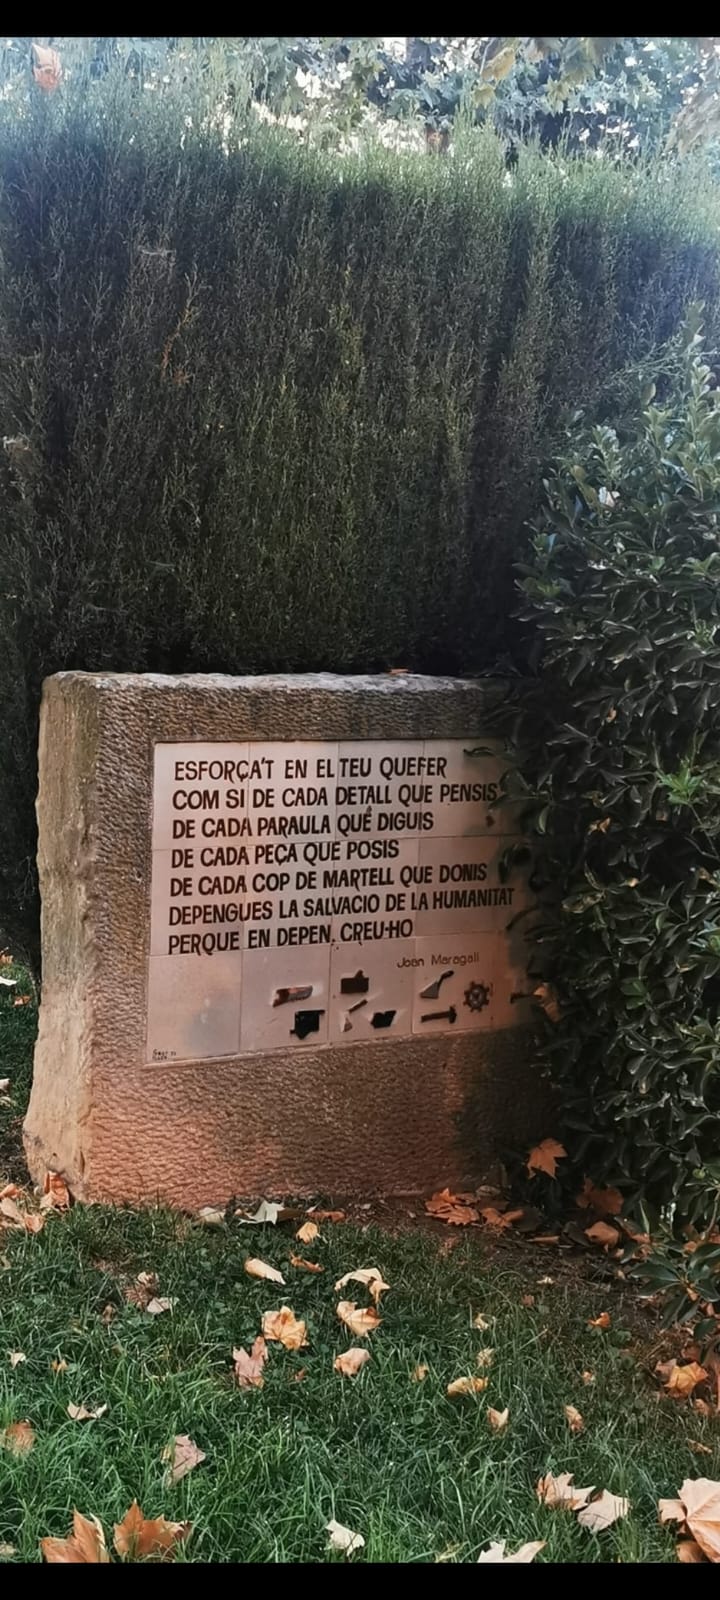 ESFORÇA'T EN EL TEU QUEFER
COM SI DE CADA DETALL QUE PENSIS
DE CADA PARAULA QUE DIGUIS
DE CADA PEÇA QUE POSIS
DE CADA COP DE MARTELL QUE DONIS
DEPENGUES LA SALVACIO DE LA HUMANITAT
PERQUE EN DEPEN. CREU-HO
Joan Maragall